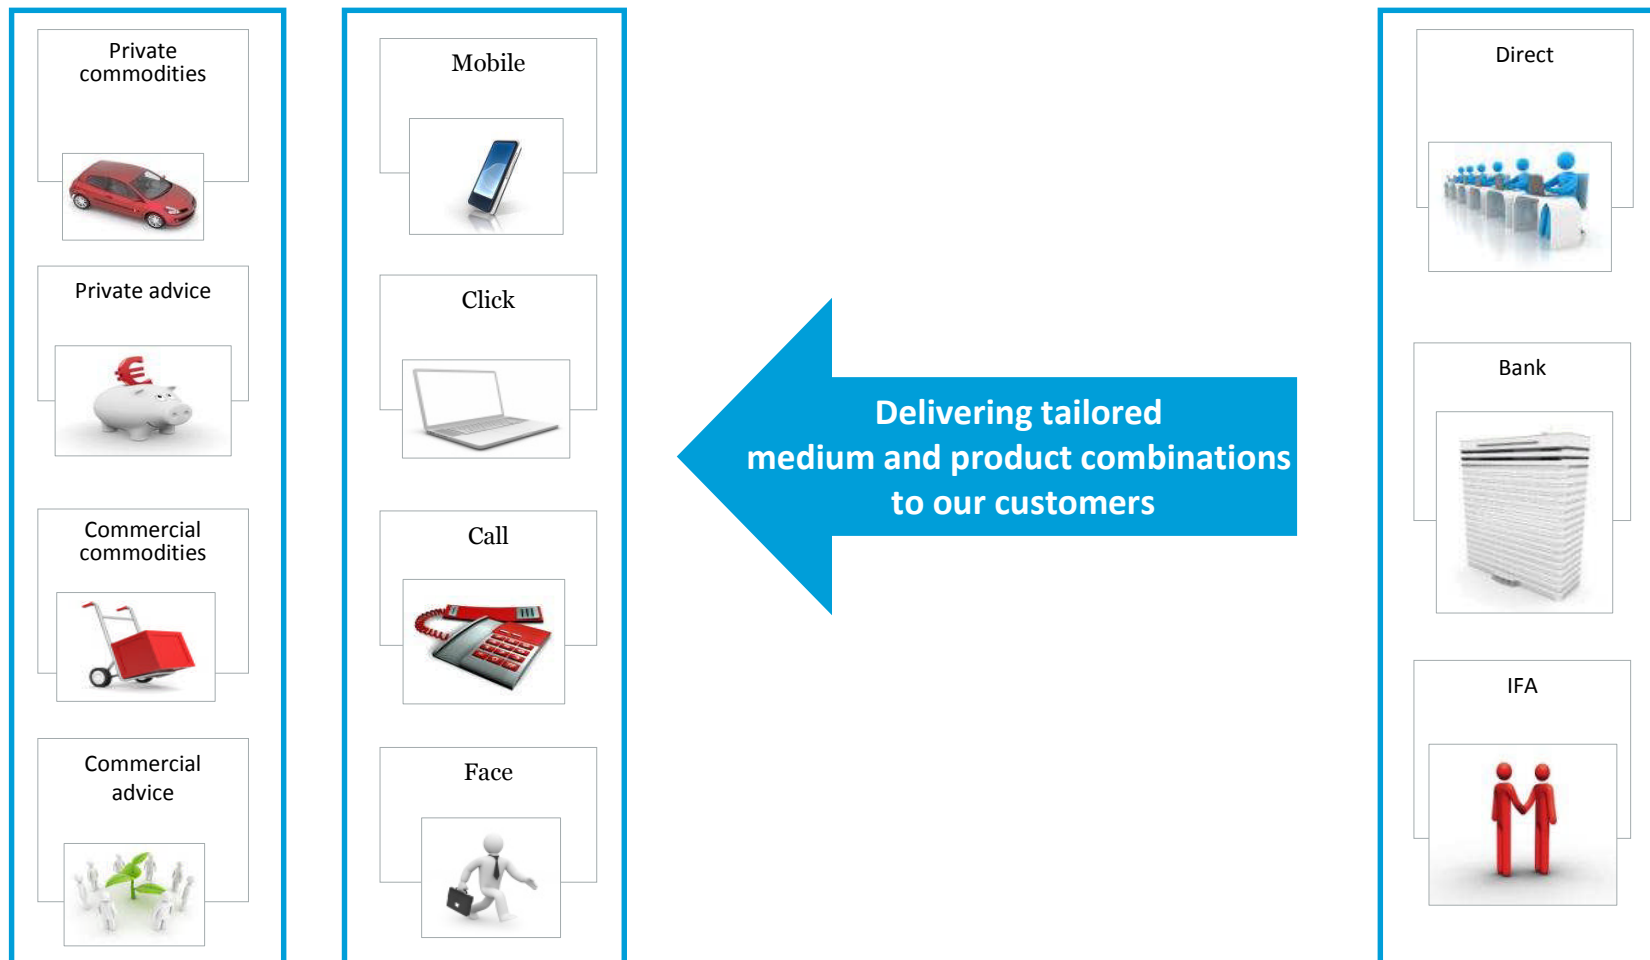 Private
commodities
Private advice
Commercial
commodities
Commercial
advice
Mobile
Click
Call
Face
Delivering tailored
medium and product combinations
to our customers
Direct
Bank
IFA